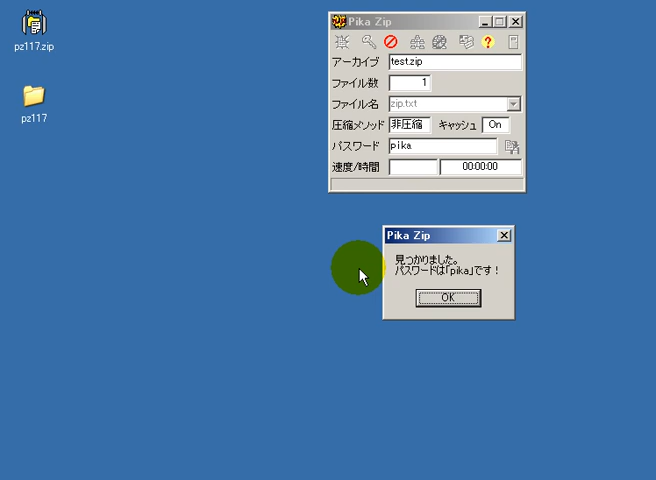 pz117.zip
pz117
Pika Zip
アーカイブ test.zip
ファイル数 1
ファイル名 zip.txt
圧縮メソッド 非圧縮 キャッシュ On
パスワード pika
速度/時間 00:00:00
Pika Zip
見つかりました。
パスワードは「pika」です！
OK